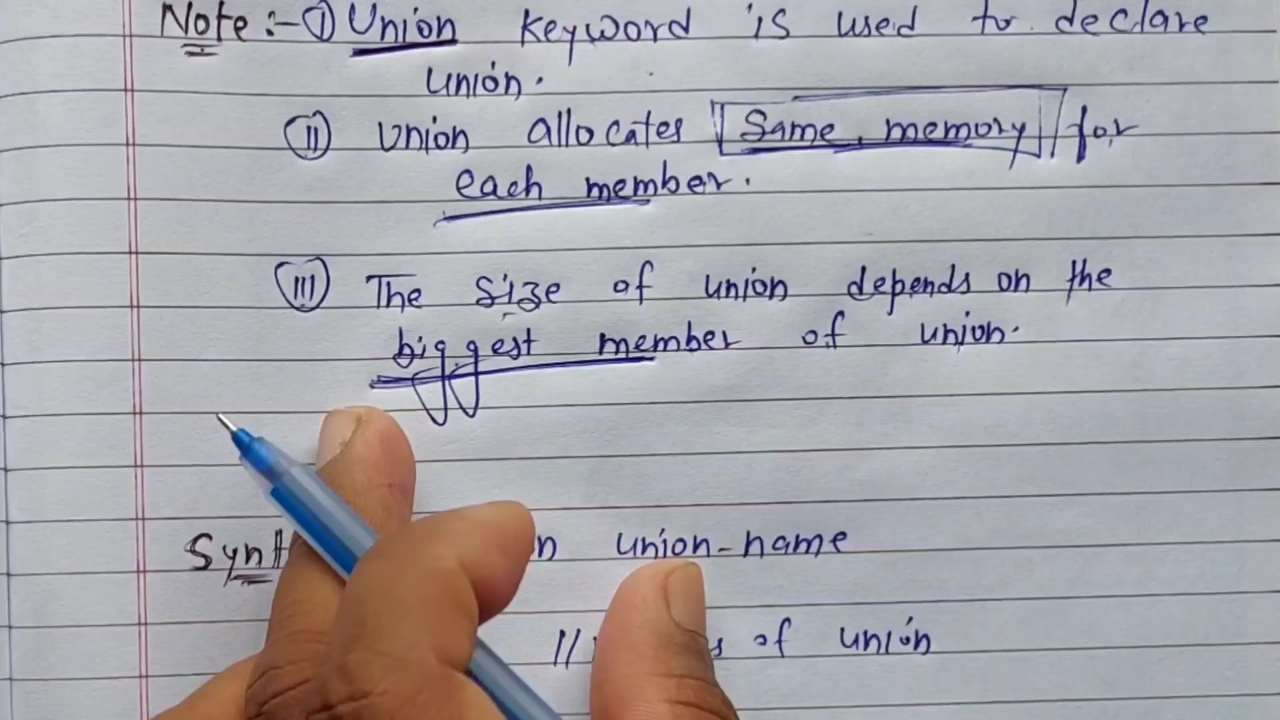 Note :- (I) Union keyword is used to declare
union.
(II) Union allocates same memory for
each member.
(III) The size of union depends on the
biggest member of union.
union-name
// of union